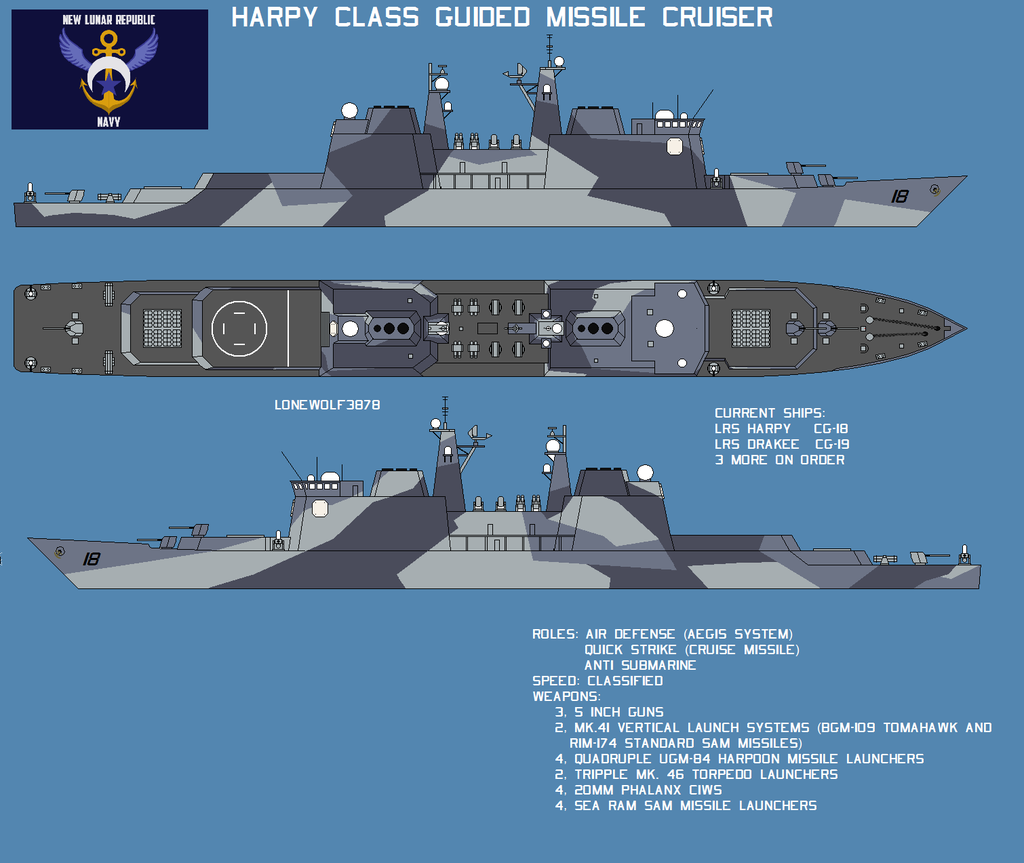 NEW LUNAR REPUBLIC
NAVY
HARPY CLASS GUIDED MISSILE CRUISER
18
LONEWOLF3878
CURRENT SHIPS:
LRS HARPY CG-18
LRS DRAKEE CG-19
3 MORE ON ORDER
18
ROLES: AIR DEFENSE (AEGIS SYSTEM)
QUICK STRIKE (CRUISE MISSILE)
ANTI SUBMARINE
SPEED: CLASSIFIED
WEAPONS:
3, 5 INCH GUNS
2, MK.41 VERTICAL LAUNCH SYSTEMS (BGM-109 TOMAHAWK AND
RIM-174 STANDARD SAM MISSILES)
4, QUADRUPLE UGM-84 HARPOON MISSILE LAUNCHERS
2, TRIPPLE MK. 46 TORPEDO LAUNCHERS
4, 20MM PHALANX CIWS
4, SEA RAM SAM MISSILE LAUNCHERS